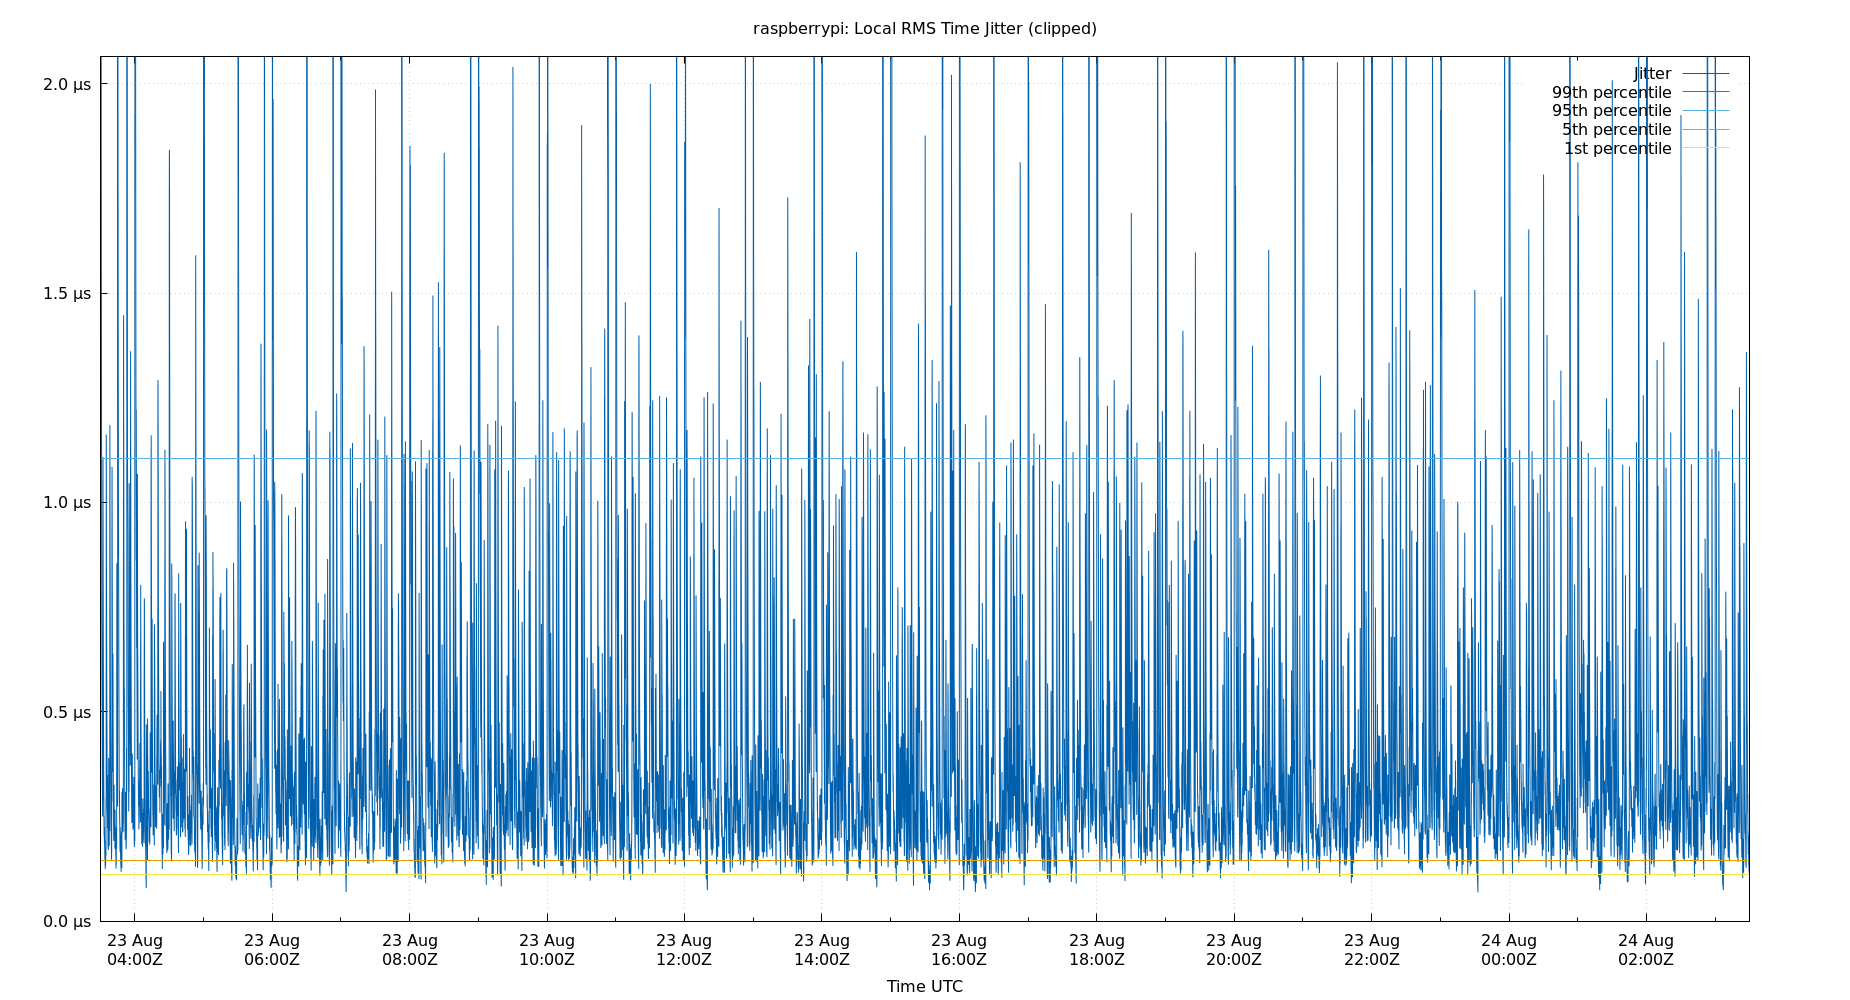 raspberrypi: Local RMS Time Jitter (clipped)
2.0 µs
1.5 µs
1.0 µs
0.5 µs
0.0 µs
Jitter
99th percentile
95th percentile
5th percentile
1st percentile
23 Aug 23 Aug 23 Aug 23 Aug 23 Aug 23 Aug 23 Aug 23 Aug 23 Aug 23 Aug 24 Aug 24 Aug
04:00Z 06:00Z 08:00Z 10:00Z 12:00Z 14:00Z 16:00Z 18:00Z 20:00Z 22:00Z 00:00Z 02:00Z
Time UTC